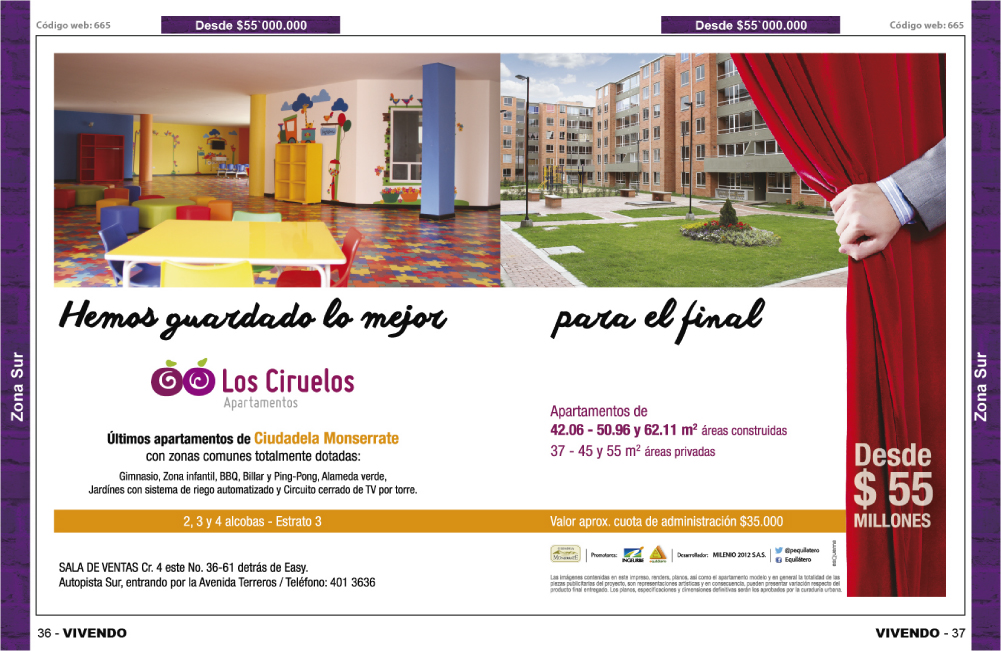 Código web: 665
Desde $55`000.000
Desde $55`000.000
Código web: 665
Zona Sur
Hemos guardado lo mejor
para el final
Los Ciruelos
Apartamentos
Últimos apartamentos de Ciudadela Monserrate
con zonas comunes totalmente dotadas:
Gimnasio, Zona infantil, BBQ, Billar y Ping-Pong, Alameda verde,
Jardínes con sistema de riego automatizado y Circuito cerrado de TV por torre.
2, 3 y 4 alcobas - Estrato 3
SALA DE VENTAS Cr. 4 este No. 36-61 detrás de Easy.
Autopista Sur, entrando por la Avenida Terreros / Teléfono: 401 3636
Apartamentos de
42.06 - 50.96 y 62.11 m² áreas construidas
37 - 45 y 55 m² áreas privadas
Desde
$ 55
MILLONES
Valor aprox. cuota de administración $35.000
MONSERRATE
Promotores:
INGEURBE
Desarrollador: MILENIO 2012 S.A.S.
@pequilatero
Equilátero
Las imágenes contenidas en este impreso, renders, planos, así como el apartamento modelo y en general la totalidad de las
piezas publicitarias del proyecto, son representaciones artísticas y en consecuencia, pueden presentar variación respecto del
producto final entregado. Los planos, especificaciones y dimensiones definitivas serán los aprobados por la curaduría urbana.
Zona Sur
36 - VIVENDO
VIVENDO - 37